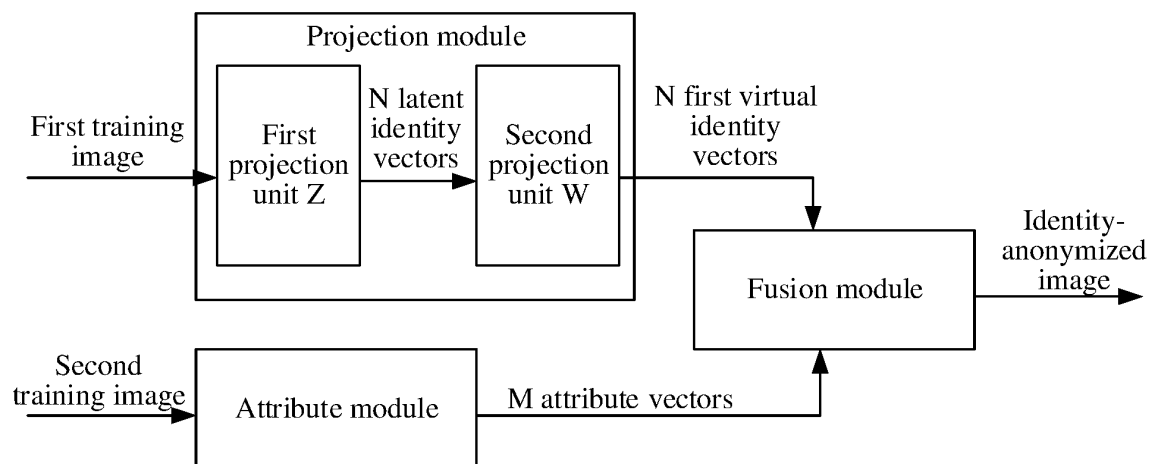 Projection module
First training
image
First
projection
unit Z
N latent
identity
vectors
Second
projection
unit W
N first virtual
identity
vectors
Fusion module
Identity-
anonymized
image
Second
training image
Attribute module
M attribute vectors